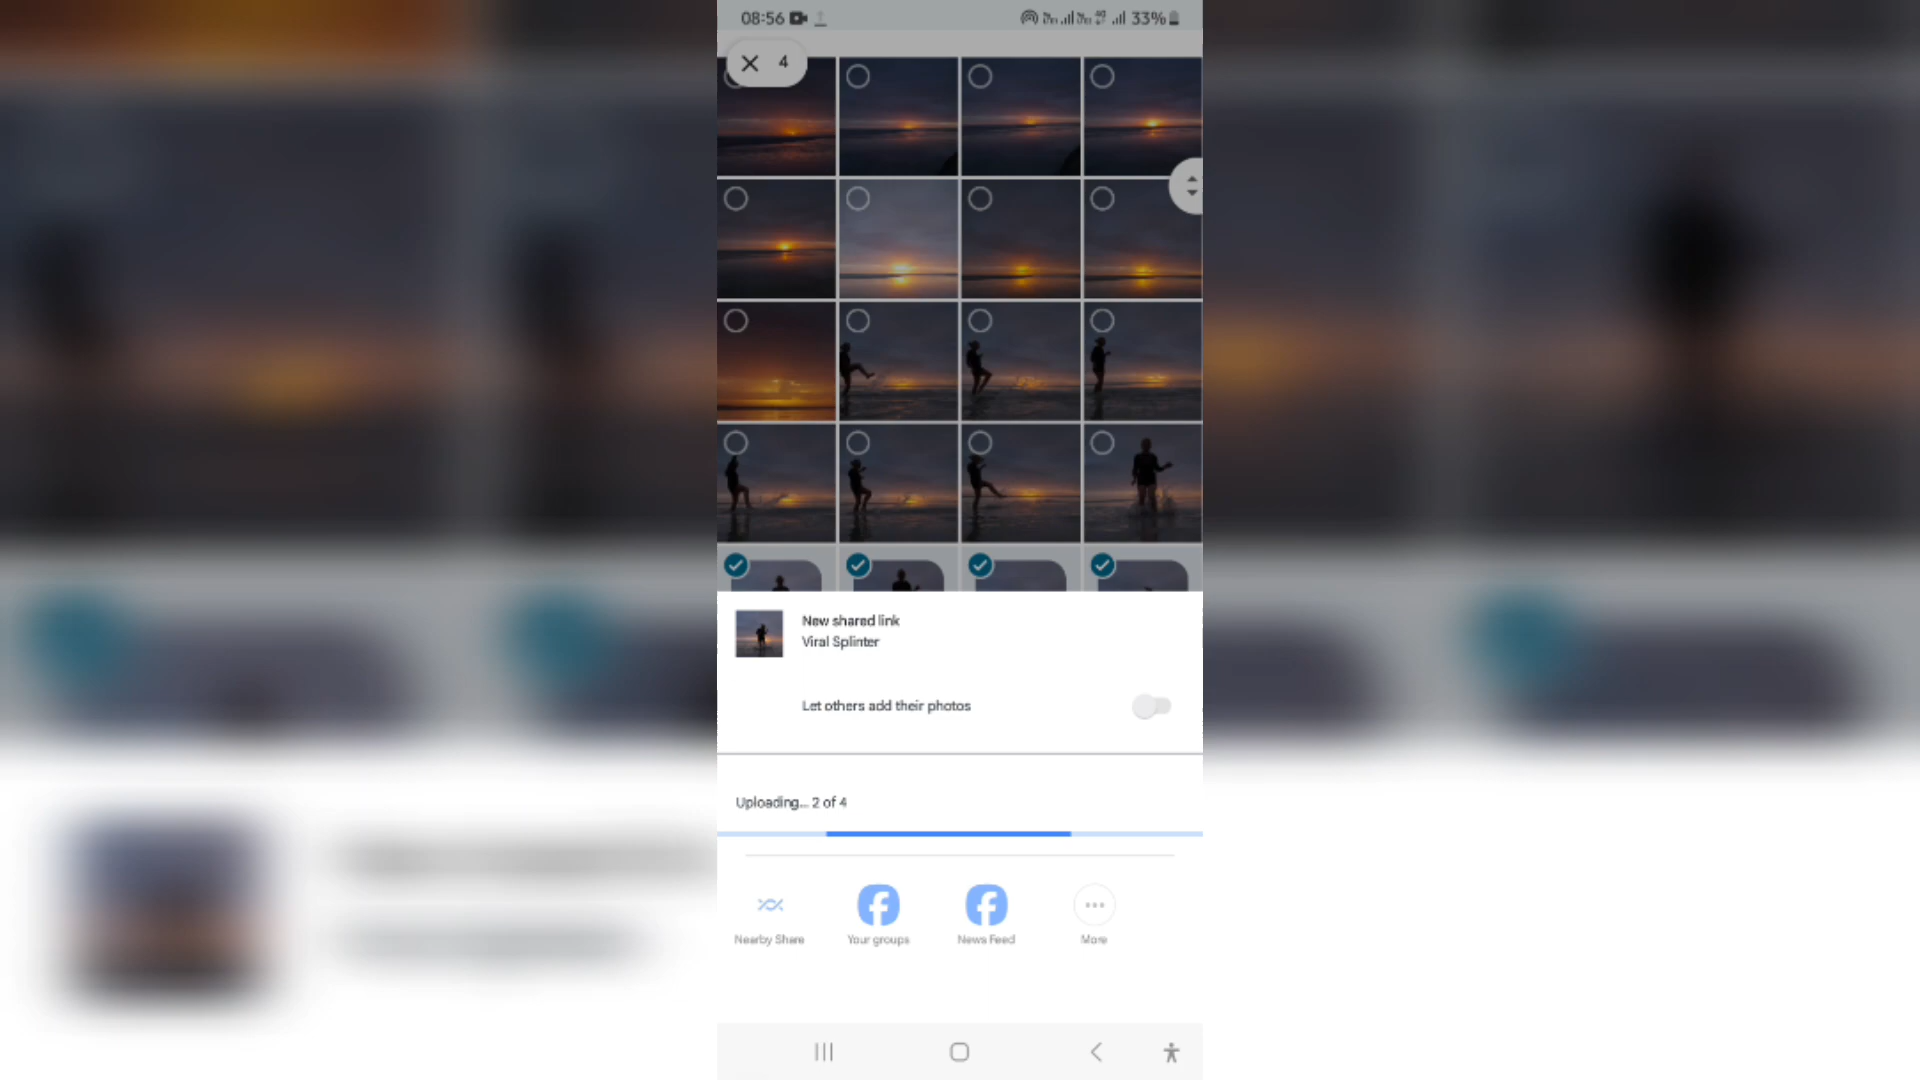 08:56
33%
4
New shared link
Viral Splinter
Let others add their photos
Uploading... 2 of 4
Nearby Share
Your groups
News Feed
More